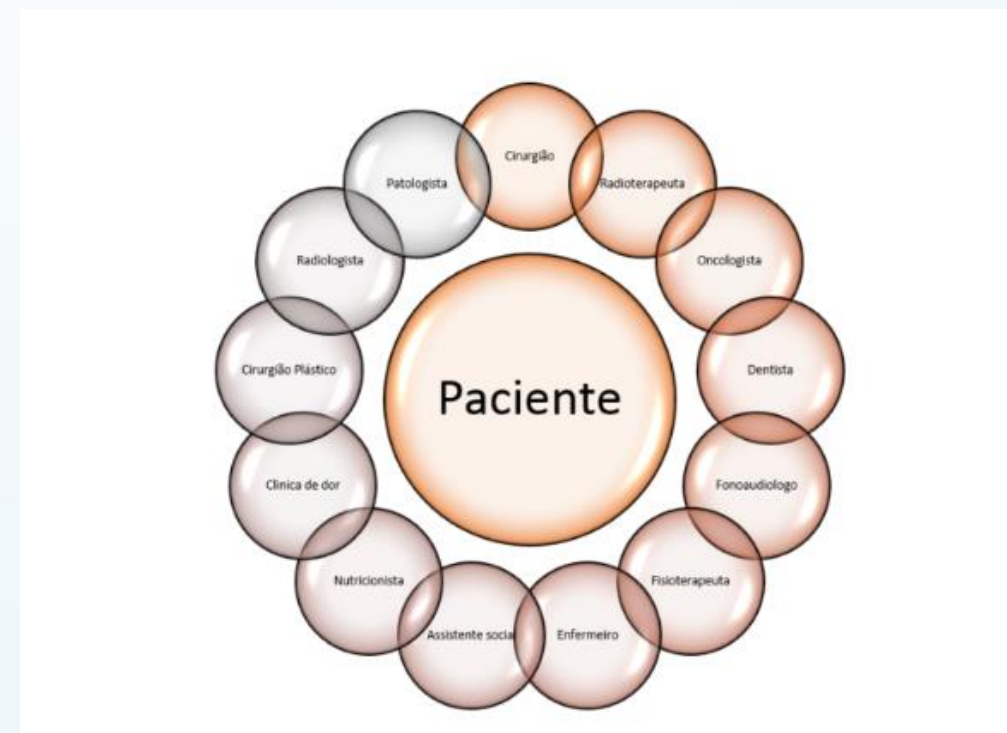 Cirurgião
Radioterapeuta
Oncologista
Dentista
Fonoaudiologo
Fisioterapeuta
Enfermeiro
Assistente socia
Nutricionista
Clinica de dor
Cirurgião Plástico
Radiologista
Patologista
Paciente